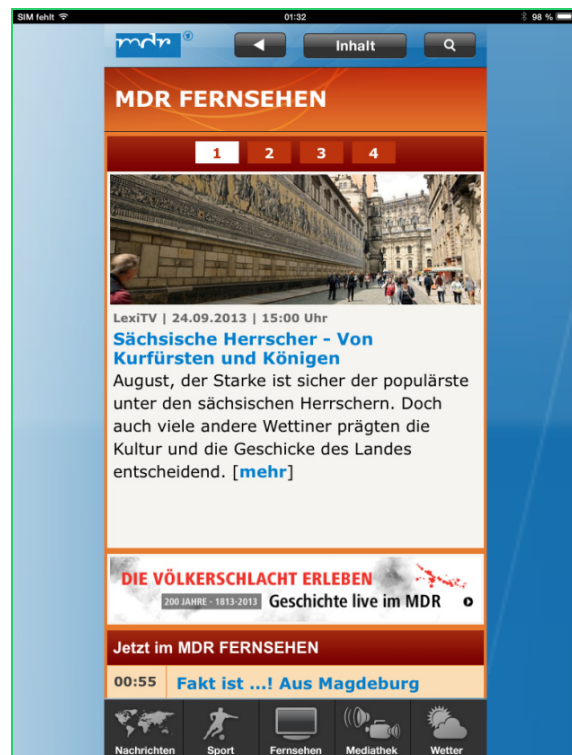 SIM fehlt 01:32 98 %
mdr
Inhalt
MDR FERNSEHEN
1 2 3 4
LexiTV | 24.09.2013 | 15:00 Uhr
Sächsische Herrscher - Von
Kurfürsten und Königen
August, der Starke ist sicher der populärste
unter den sächsischen Herrschern. Doch
auch viele andere Wettiner prägten die
Kultur und die Geschicke des Landes
entscheidend. [mehr]
DIE VÖLKERSCHLACHT ERLEBEN
200 JAHRE - 1813-2013 Geschichte live im MDR
Jetzt im MDR FERNSEHEN
00:55 Fakt ist ...! Aus Magdeburg
Nachrichten Sport Fernsehen Mediathek Wetter